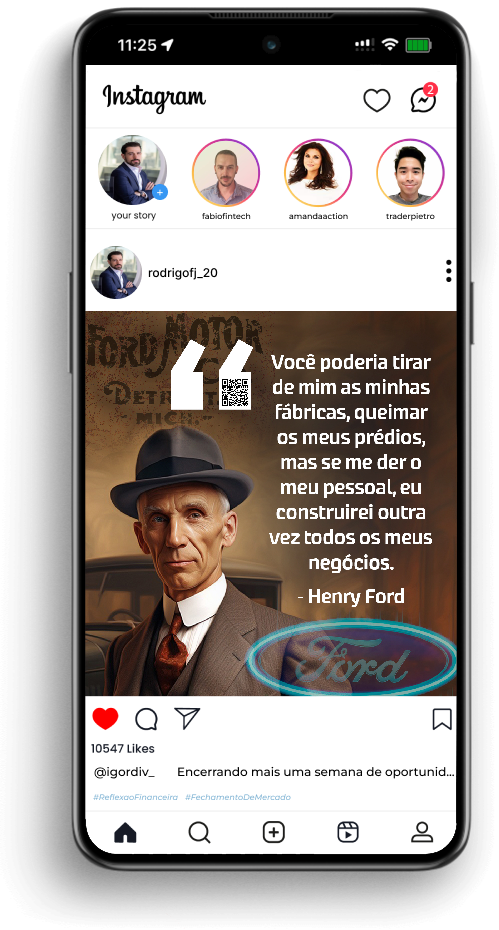 11:25
Instagram
2
your story
fabiofintech
amandaaction
traderpietro
rodrigofj_20
FORD MOTOR
DETROIT
MICH.
Você poderia tirar
de mim as minhas
fábricas, queimar
os meus prédios,
mas se me der o
meu pessoal, eu
construirei outra
vez todos os meus
negócios.
- Henry Ford
Ford
10547 Likes
@igordiv_ Encerrando mais uma semana de oportunid...
#ReflexaoFinanceira #FechamentoDeMercado